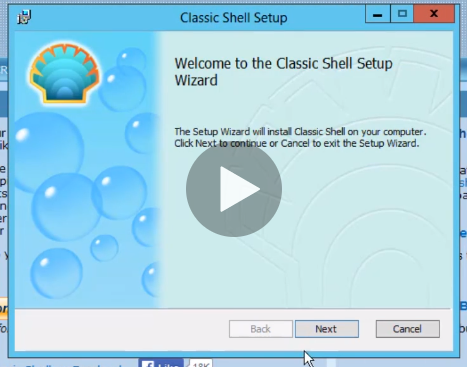 Classic Shell Setup
Welcome to the Classic Shell Setup
Wizard
The Setup Wizard will install Classic Shell on your computer.
Click Next to continue or Cancel to exit the Setup Wizard.
Back
Next
Cancel
Like
18K